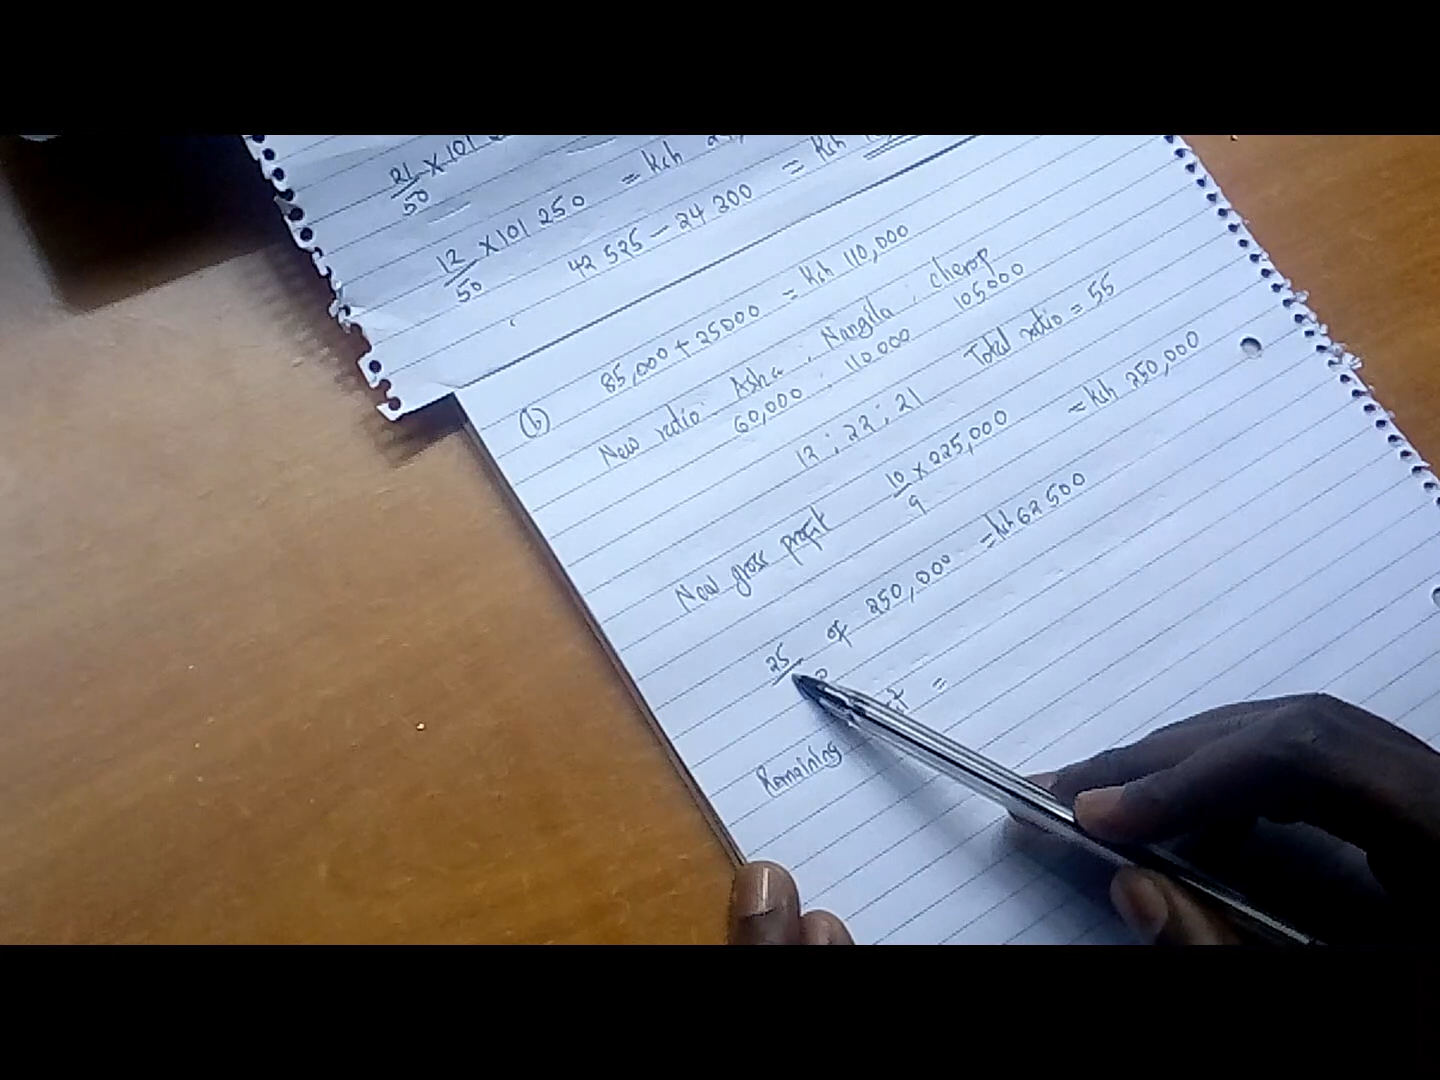 21/50 × 101
12/50 × 101 250 = Ksh 24,
42 525 - 24 300 = Ksh
(b) 85,000 + 25000 = Ksh 110,000
New ratio: Asha, Nangila, cherop
60,000 : 110 000 10500
12 : 22 : 21 Total ratio = 55
New gross profit 10/9 × 225,000 = Ksh 250,000
25 of 250,000 = Ksh 62 500
Remaining =